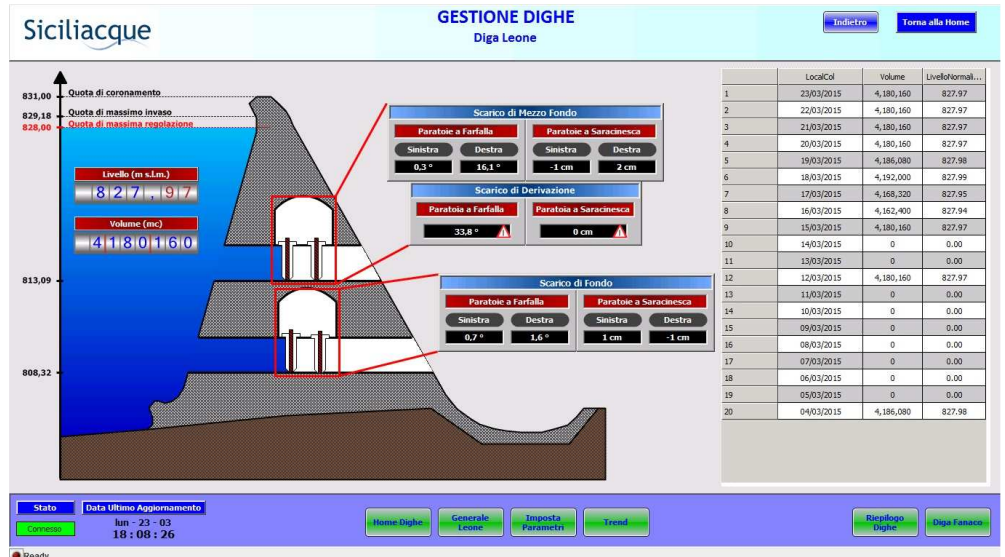 Siciliacque
GESTIONE DIGHE
Diga Leone
Indietro
Torna alla Home
831,00
Quota di coronamento
829,18
Quota di massimo invaso
828,00
Quota di massima regolazione
Livello (m s.l.m.)
827,97
Volume (mc)
4180160
813,09
808,32
Scarico di Mezzo Fondo
Paratoie a Farfalla Paratoie a Saracinesca
Sinistra Destra Sinistra Destra
0,3 ° 16,1 ° -1 cm 2 cm
Scarico di Derivazione
Paratoia a Farfalla Paratoia a Saracinesca
33,8 ° 0 cm
Scarico di Fondo
Paratoie a Farfalla Paratoie a Saracinesca
Sinistra Destra Sinistra Destra
0,7 ° 1,6 ° 1 cm -1 cm
LocalCol Volume LivelloNormali...
1 23/03/2015 4,180,160 827.97
2 22/03/2015 4,180,160 827.97
3 21/03/2015 4,180,160 827.97
4 20/03/2015 4,180,160 827.97
5 19/03/2015 4,186,080 827.98
6 18/03/2015 4,192,000 827.99
7 17/03/2015 4,168,320 827.95
8 16/03/2015 4,162,400 827.94
9 15/03/2015 4,180,160 827.97
10 14/03/2015 0 0.00
11 13/03/2015 0 0.00
12 12/03/2015 4,180,160 827.97
13 11/03/2015 0 0.00
14 10/03/2015 0 0.00
15 09/03/2015 0 0.00
16 08/03/2015 0 0.00
17 07/03/2015 0 0.00
18 06/03/2015 0 0.00
19 05/03/2015 0 0.00
20 04/03/2015 4,186,080 827.98
Stato
Connesso
Data Ultimo Aggiornamento
lun - 23 - 03
18:08:26
Home Dighe
Generale
Leone
Imposta
Parametri
Trend
Riepilogo
Dighe
Diga Fanaco
Ready